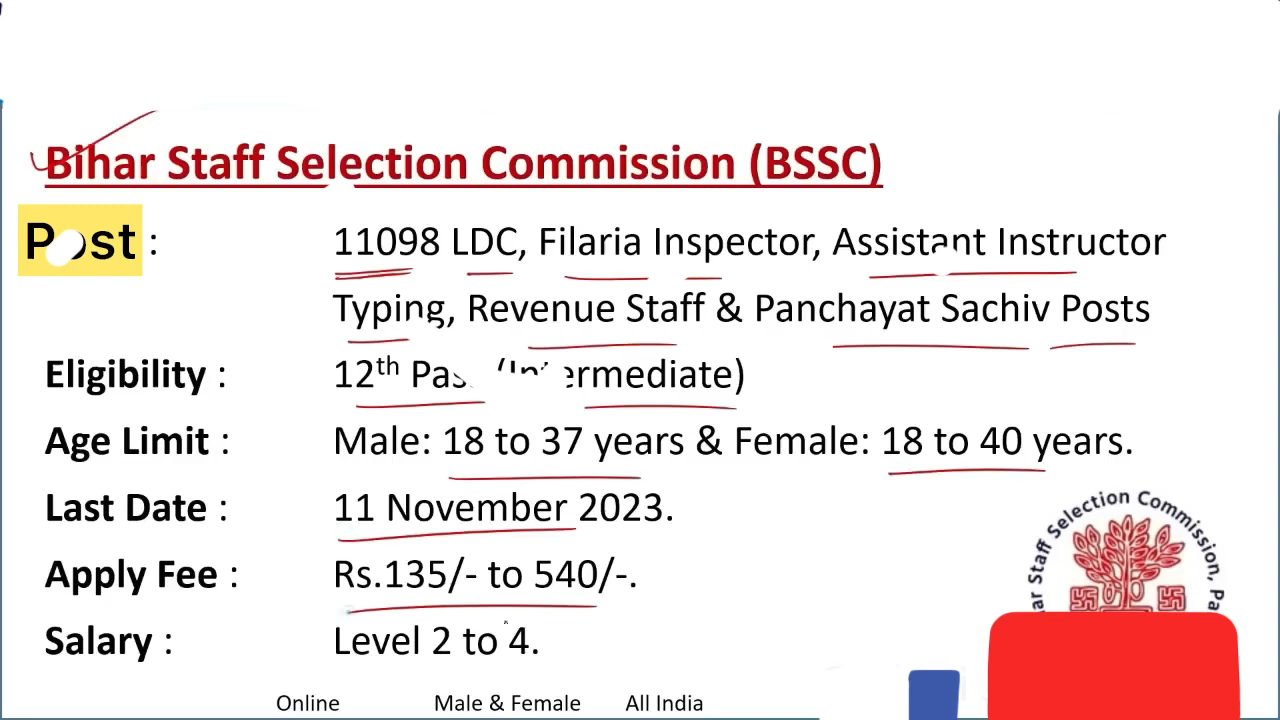 Bihar Staff Selection Commission (BSSC)
Post : 11098 LDC, Filaria Inspector, Assistant Instructor
Typing, Revenue Staff & Panchayat Sachiv Posts
Eligibility : 12th (Intermediate)
Age Limit : Male: 18 to 37 years & Female: 18 to 40 years.
Last Date : 11 November 2023.
Apply Fee : Rs.135/- to 540/-.
Salary : Level 2 to 4.
Staff Selection Commission,
Online Male & Female All India